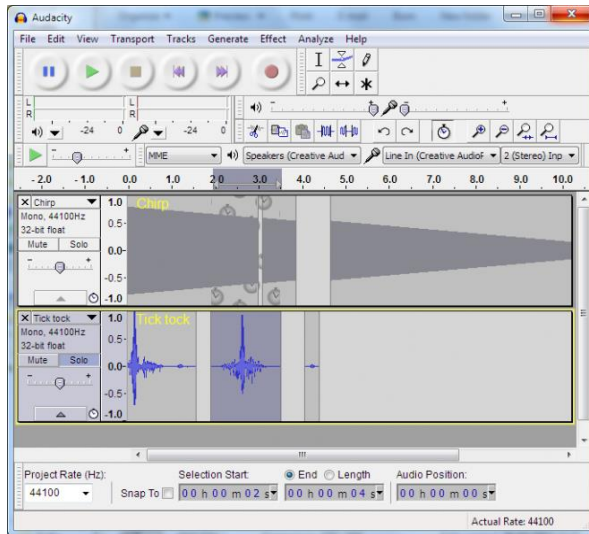 Audacity
File Edit View Transport Tracks Generate Effect Analyze Help
L L
R R
-24 0 -24 0
MME Speakers (Creative Aud Line In (Creative AudioF 2 (Stereo) Inp
- 2.0 - 1.0 0.0 1.0 2.0 3.0 4.0 5.0 6.0 7.0 8.0 9.0 10.0
X Chirp 1.0 Chirp
Mono, 44100Hz
32-bit float 0.5-
Mute Solo
0.0-
- + -0.5-
-1.0
X Tick tock 1.0 Tick tock
Mono, 44100Hz
32-bit float 0.5-
Mute Solo
0.0-
- + -0.5-
-1.0
Project Rate (Hz): Selection Start: End Length Audio Position:
44100 Snap To 00 h 00 m 02 s 00 h 00 m 04 s 00 h 00 m 00 s
Actual Rate: 44100